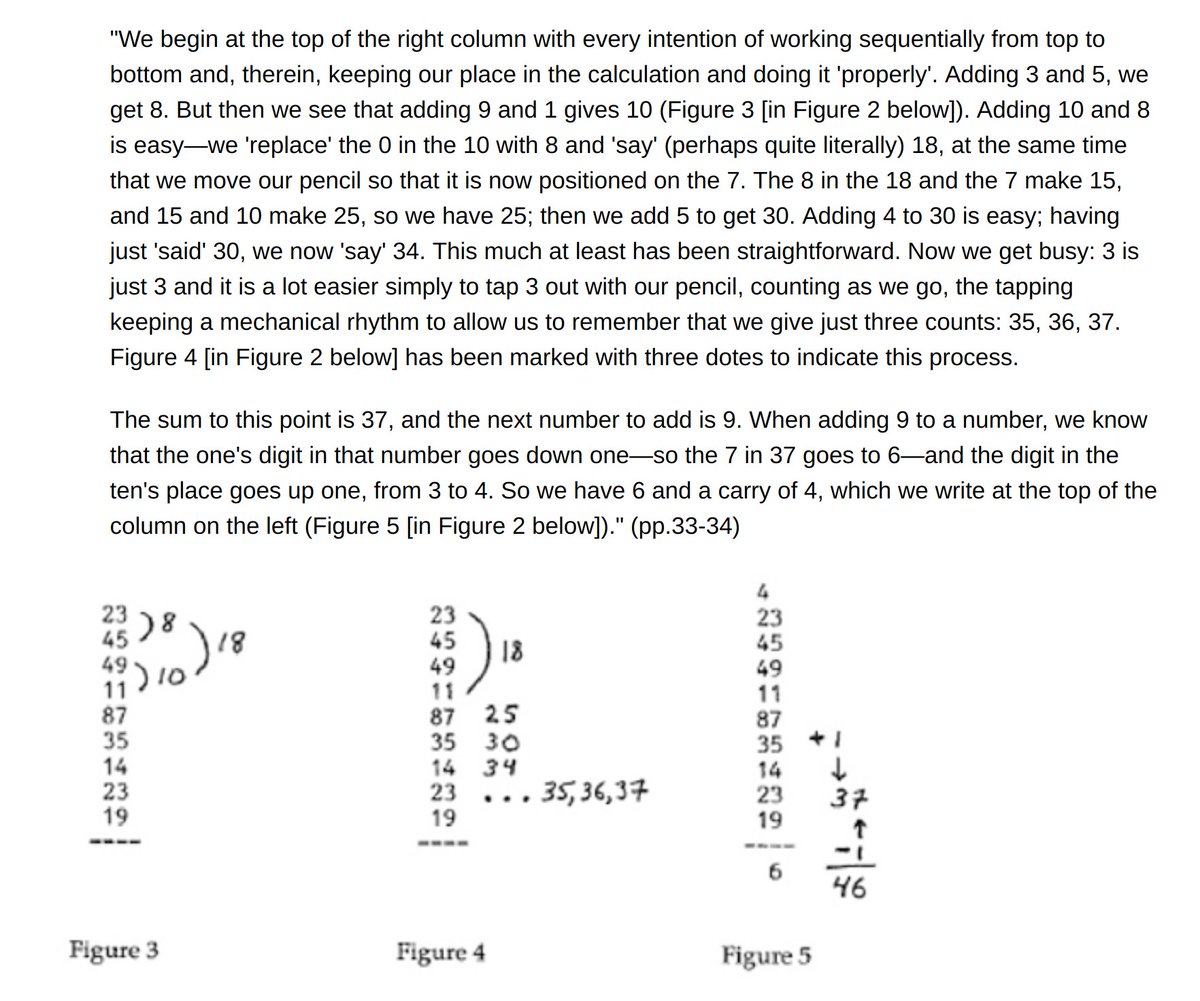 "We begin at the top of the right column with every intention of working sequentially from top to
bottom and, therein, keeping our place in the calculation and doing it 'properly'. Adding 3 and 5, we
get 8. But then we see that adding 9 and 1 gives 10 (Figure 3 [in Figure 2 below]). Adding 10 and 8
is easy—we 'replace' the 0 in the 10 with 8 and 'say' (perhaps quite literally) 18, at the same time
that we move our pencil so that it is now positioned on the 7. The 8 in the 18 and the 7 make 15,
and 15 and 10 make 25, so we have 25; then we add 5 to get 30. Adding 4 to 30 is easy; having
just 'said' 30, we now 'say' 34. This much at least has been straightforward. Now we get busy: 3 is
just 3 and it is a lot easier simply to tap 3 out with our pencil, counting as we go, the tapping
keeping a mechanical rhythm to allow us to remember that we give just three counts: 35, 36, 37.
Figure 4 [in Figure 2 below] has been marked with three dotes to indicate this process.
The sum to this point is 37, and the next number to add is 9. When adding 9 to a number, we know
that the one's digit in that number goes down one—so the 7 in 37 goes to 6—and the digit in the
ten's place goes up one, from 3 to 4. So we have 6 and a carry of 4, which we write at the top of the
column on the left (Figure 5 [in Figure 2 below])." (pp.33-34)
23
45
49
11
87
35
14
23
19
----
) 8
) 10
) 18
Figure 3
23
45
49
11
87 25
35 30
14 34
23 ... 35,36,37
19
----
) 18
Figure 4
4
23
45
49
11
87
35
14
23
19
----
6
+1
↓
37
↑
-1
46
Figure 5